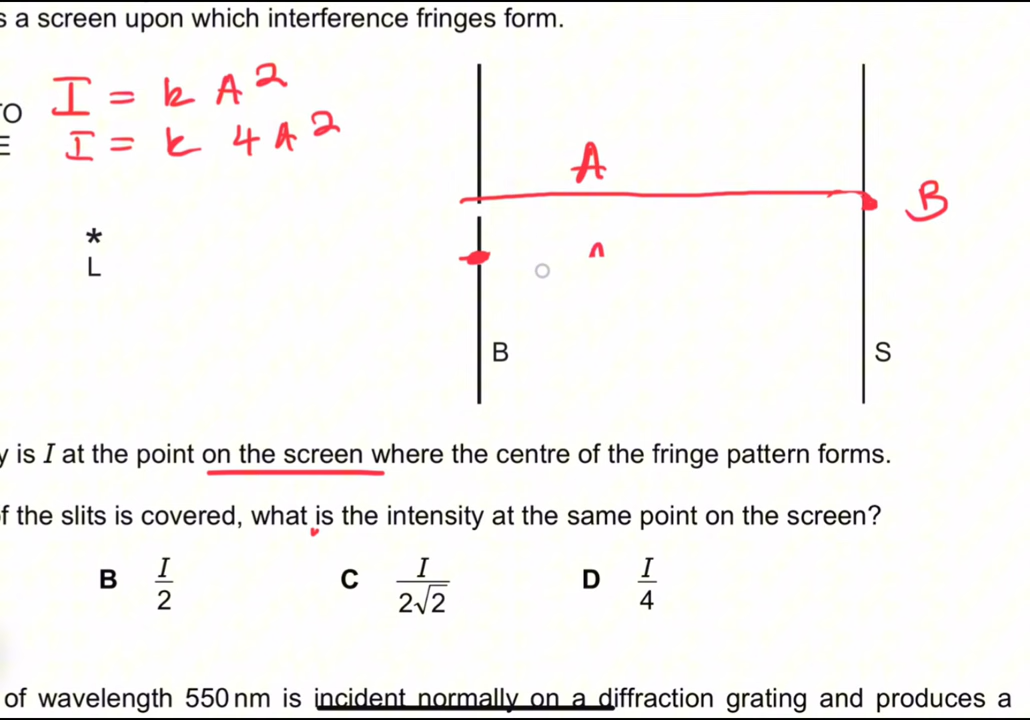 s a screen upon which interference fringes form.
I = k A²
TO
I = k 4A²
E
A
B
*
L
B
S
y is I at the point on the screen where the centre of the fringe pattern forms.
f the slits is covered, what is the intensity at the same point on the screen?
B I/2 C I/2√2 D I/4
of wavelength 550 nm is incident normally on a diffraction grating and produces a